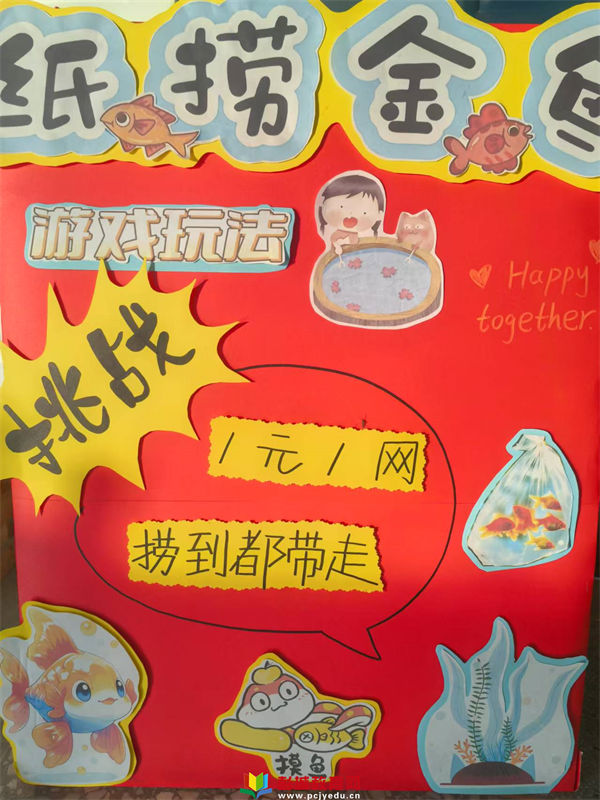 纸捞金鱼
游戏玩法
Happy
together.
挑战
1元1网
捞到都带走
摸鱼
www.pcjyedu.cn